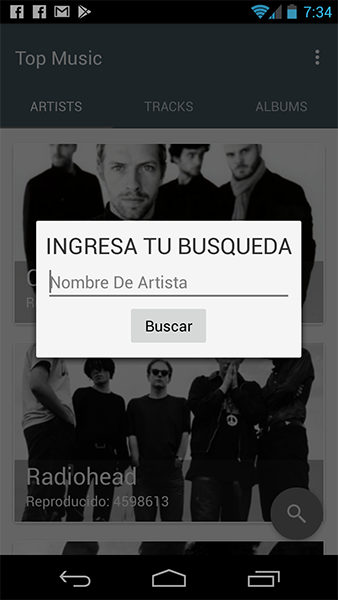 7:34
Top Music
ARTISTS TRACKS ALBUMS
INGRESA TU BUSQUEDA
Nombre De Artista
Buscar
Radiohead
Reproducido: 4598613